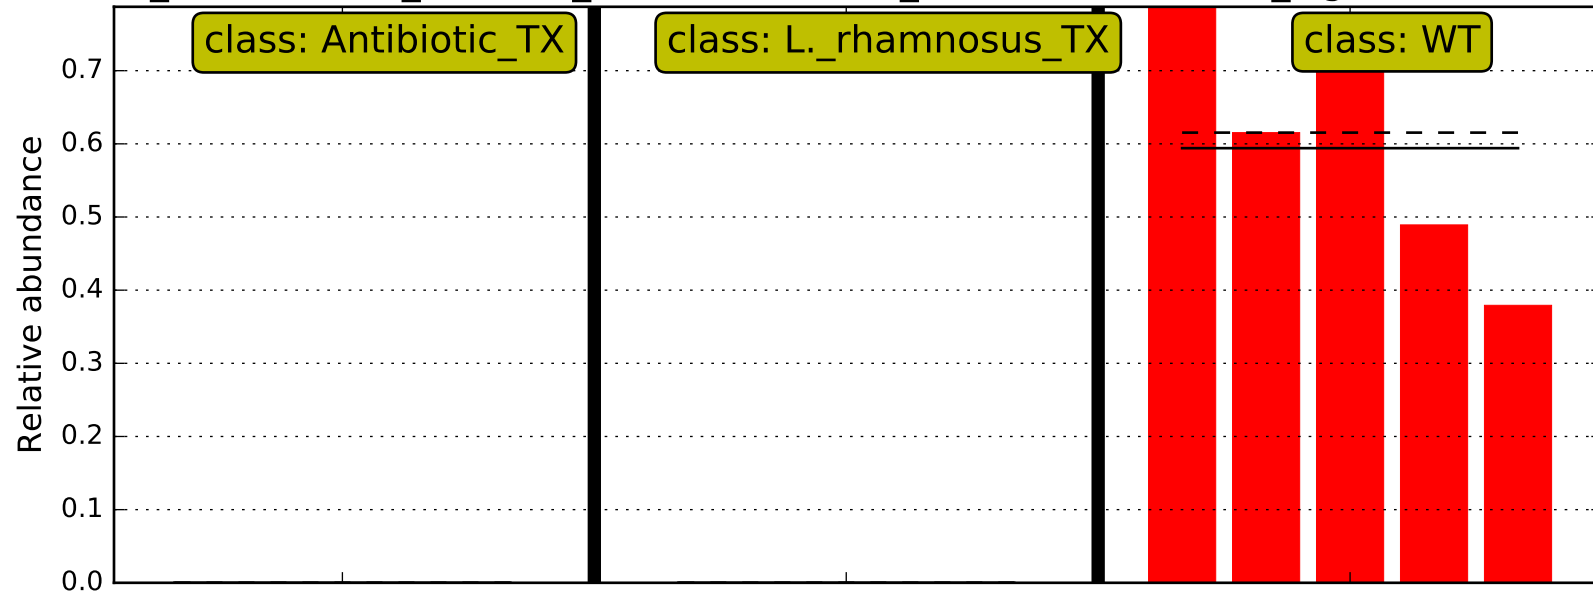 class: Antibiotic_TX
class: L._rhamnosus_TX
class: WT
Relative abundance
0.7
0.6
0.5
0.4
0.3
0.2
0.1
0.0